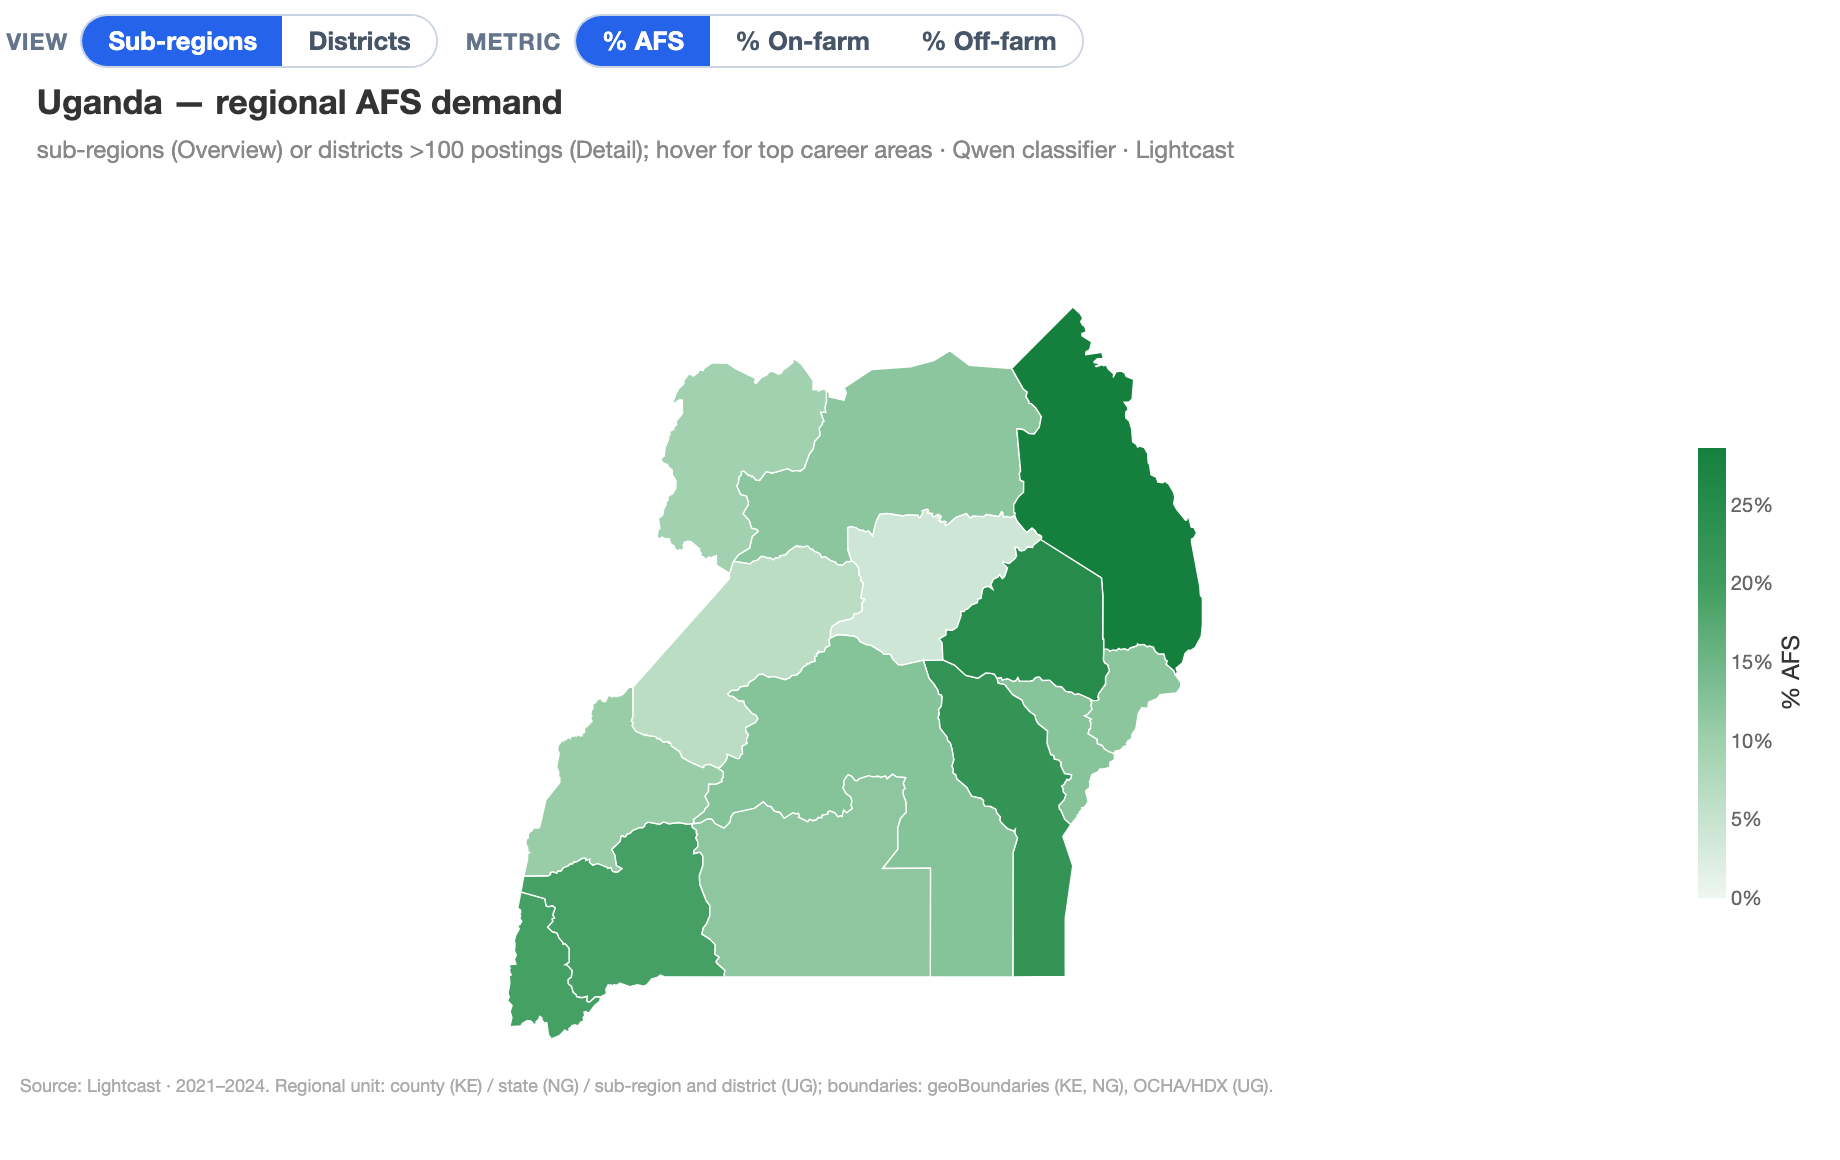 VIEW Sub-regions Districts METRIC % AFS % On-farm % Off-farm
Uganda — regional AFS demand
sub-regions (Overview) or districts >100 postings (Detail); hover for top career areas · Qwen classifier · Lightcast
25%
20%
15%
10%
5%
0%
% AFS
Source: Lightcast · 2021–2024. Regional unit: county (KE) / state (NG) / sub-region and district (UG); boundaries: geoBoundaries (KE, NG), OCHA/HDX (UG).